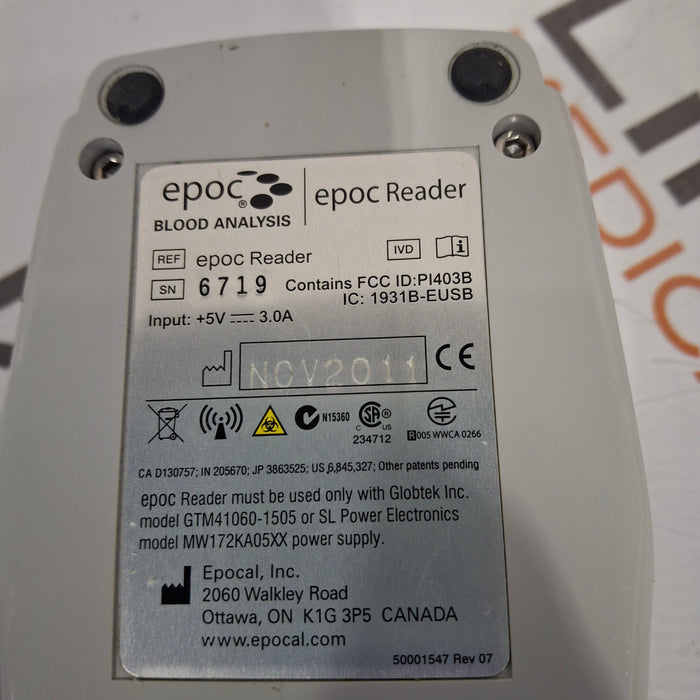 epoc® BLOOD ANALYSIS
epoc Reader
REF epoc Reader IVD
SN 6719 Contains FCC ID:PI403B
IC: 1931B-EUSB
Input: +5V 3.0A
NOV2011 CE
N15360
SA® C US
234712
R 005 WWCA 0266
CA D130757; IN 205670; JP 3863525; US 6,845,327; Other patents pending
epoc Reader must be used only with Globtek Inc.
model GTM41060-1505 or SL Power Electronics
model MW172KA05XX power supply.
Epocal, Inc.
2060 Walkley Road
Ottawa, ON K1G 3P5 CANADA
www.epocal.com
50001547 Rev 07